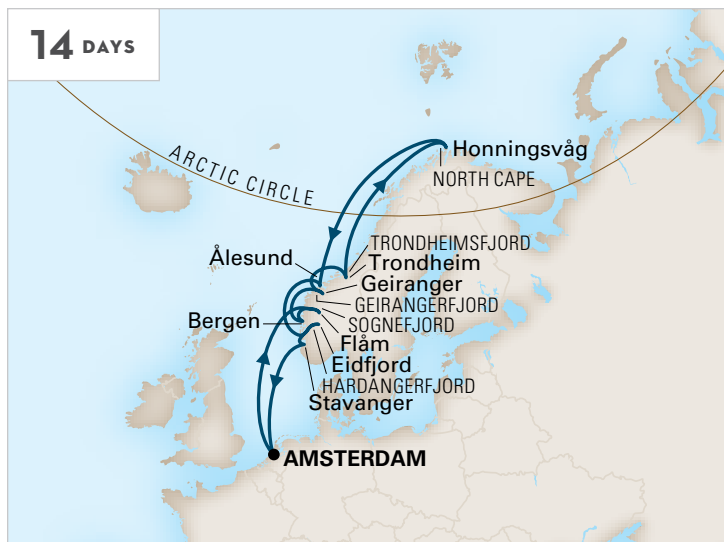 14 DAYS
ARCTIC CIRCLE
Honningsvåg
NORTH CAPE
TRONDHEIMSFJORD
Ålesund
Trondheim
Geiranger
GEIRANGERFJORD
Bergen
SOGNEFJORD
Flåm
Eidfjord
HARDANGERFJORD
Stavanger
AMSTERDAM